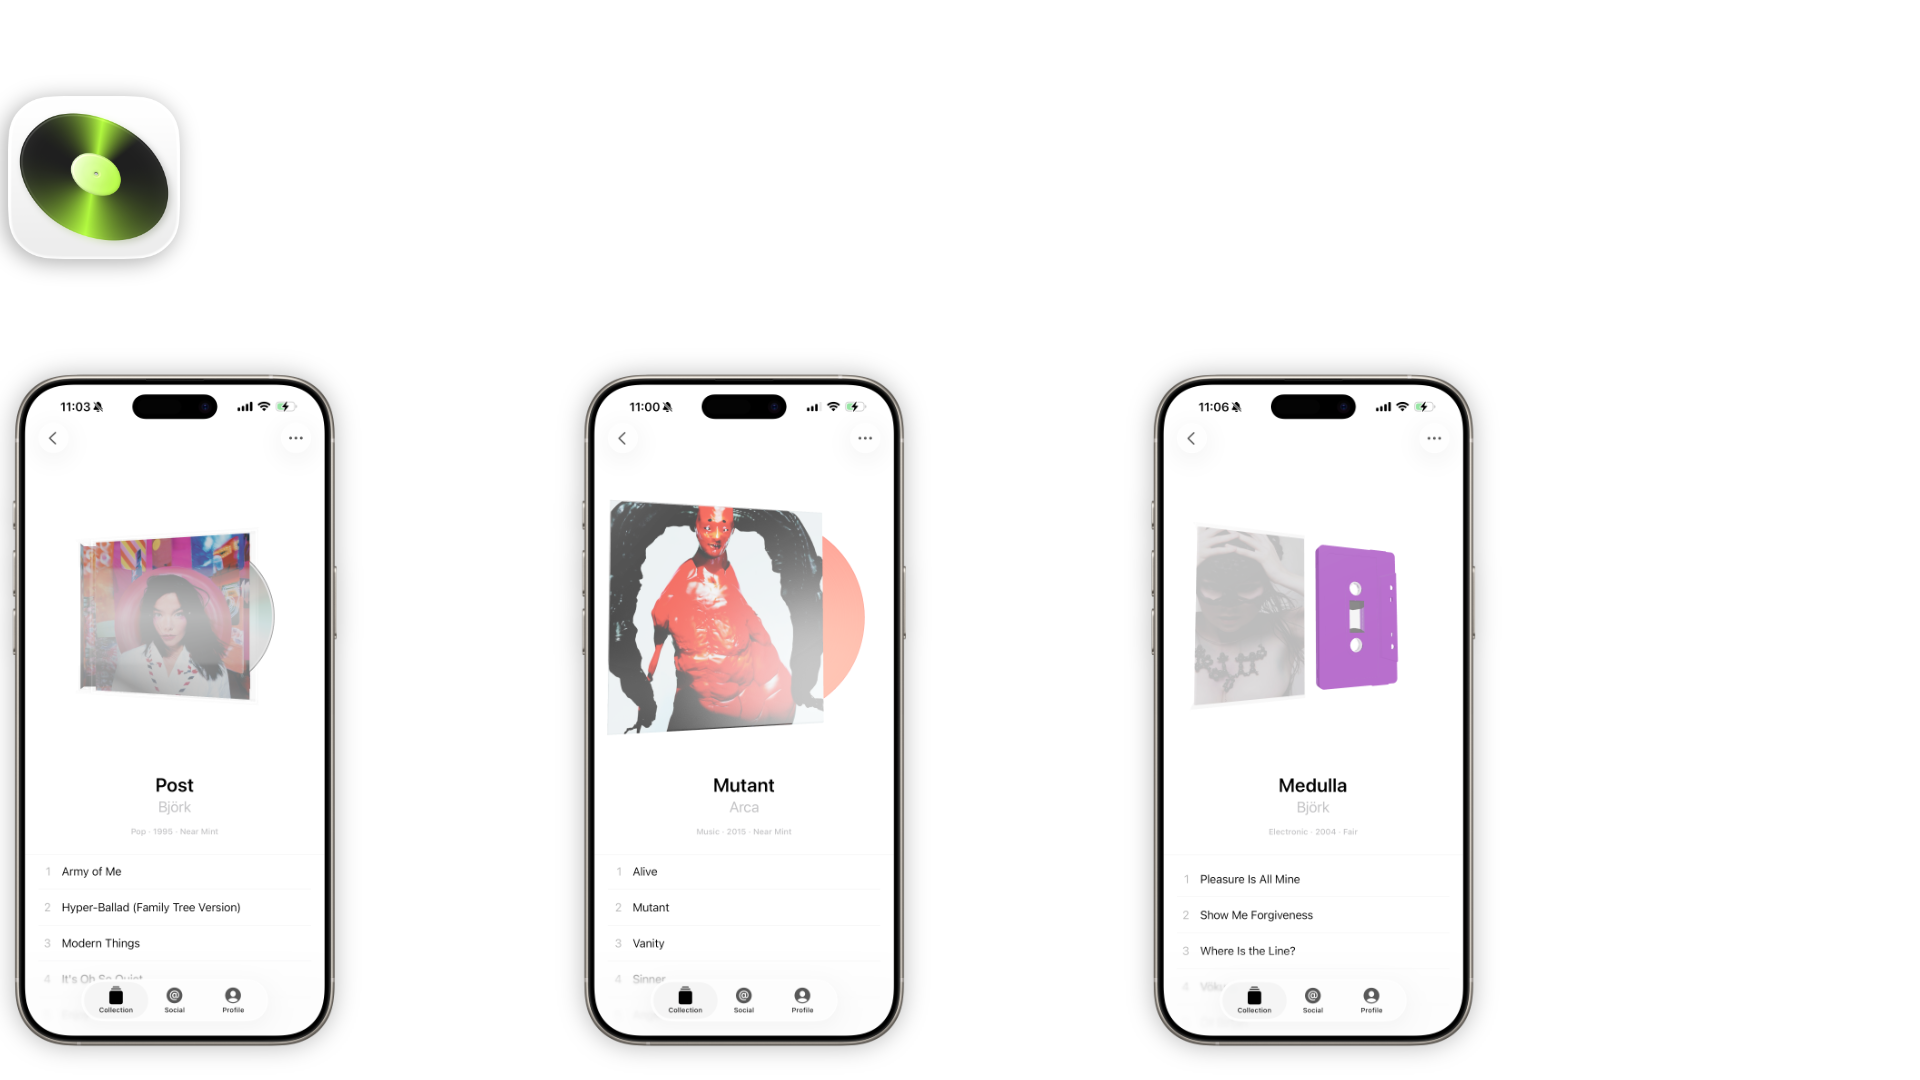 11:03
Post
Björk
Pop · 1995 · Near Mint
1 Army of Me
2 Hyper-Ballad (Family Tree Version)
3 Modern Things
4 It's Oh So Quiet
Collection
Social
Profile
11:00
Mutant
Arca
Music · 2015 · Near Mint
1 Alive
2 Mutant
3 Vanity
4 Sinner
Collection
Social
Profile
11:06
Medulla
Björk
Electronic · 2004 · Fair
1 Pleasure Is All Mine
2 Show Me Forgiveness
3 Where Is the Line?
4
Collection
Social
Profile